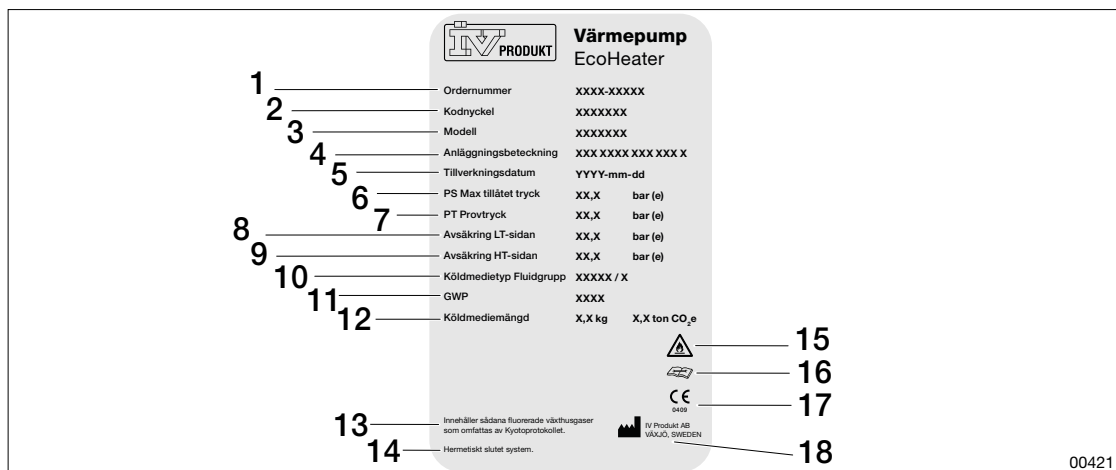 IV PRODUKT
Värmepump
EcoHeater
1 Ordernummer XXXX-XXXXX
2 Kodnyckel XXXXXXX
3 Modell XXXXXXX
4 Anläggningsbeteckning XXX XXXX XXX XXX X
5 Tillverkningsdatum YYYY-mm-dd
6 PS Max tillåtet tryck XX,X bar (e)
7 PT Provtryck XX,X bar (e)
8 Avsäkring LT-sidan XX,X bar (e)
9 Avsäkring HT-sidan XX,X bar (e)
10 Köldmedietyp Fluidgrupp XXXXX / X
11 GWP XXXX
12 Köldmediemängd X,X kg X,X ton CO₂e
15
16
CE 17
0409
13 Innehåller sådana fluorerade växthusgaser
som omfattas av Kyotoprotokollet.
14 Hermetiskt slutet system.
IV Produkt AB
VÄXJÖ, SWEDEN
18
00421